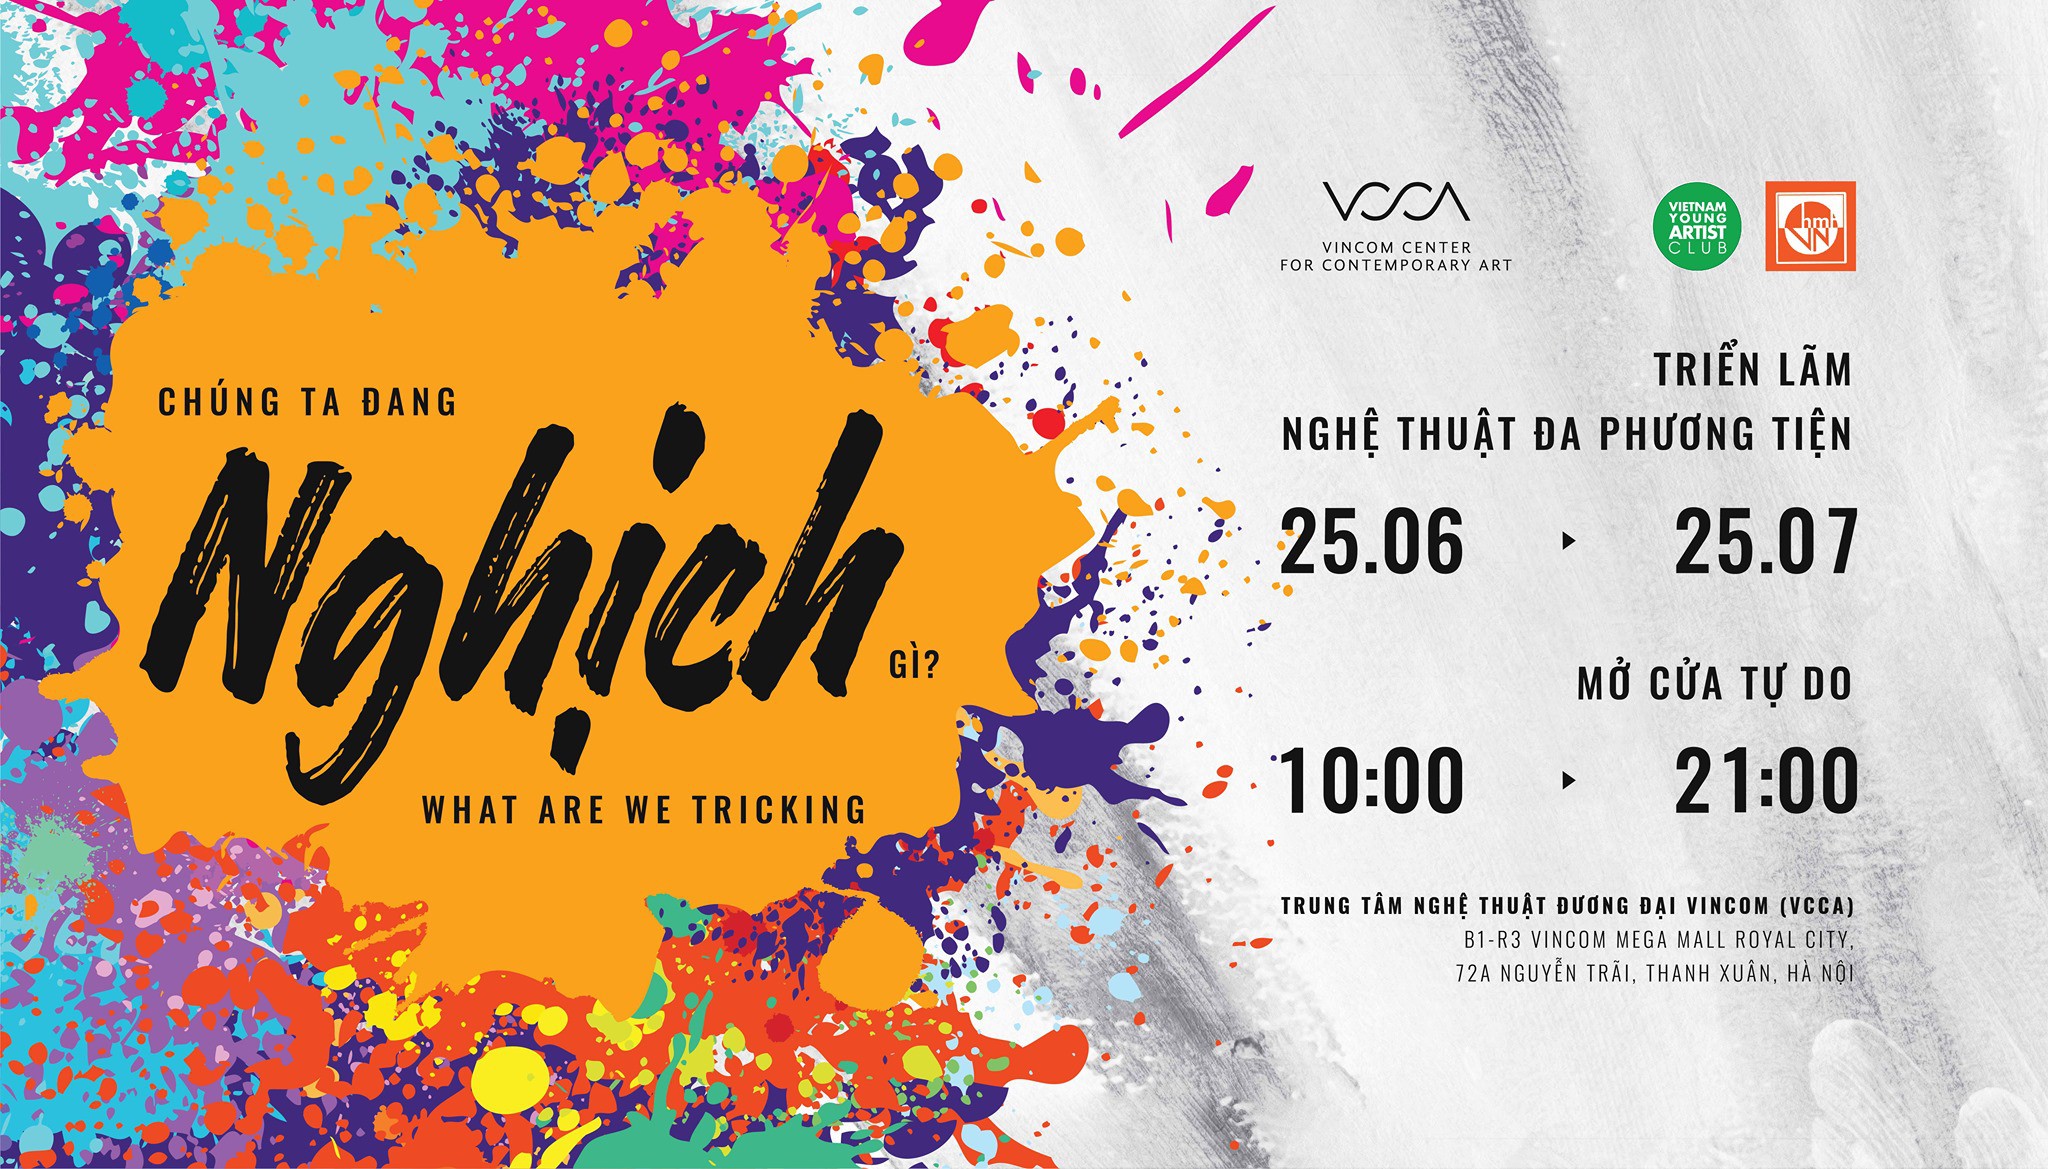 CHÚNG TA ĐANG
Nghịch
GÌ?
WHAT ARE WE TRICKING
VCCA
VINCOM CENTER
FOR CONTEMPORARY ART
VIETNAM
YOUNG
ARTIST
CLUB
TRIỂN LÃM
NGHỆ THUẬT ĐA PHƯƠNG TIỆN
25.06 ▸ 25.07
MỞ CỬA TỰ DO
10:00 ▸ 21:00
TRUNG TÂM NGHỆ THUẬT ĐƯƠNG ĐẠI VINCOM (VCCA)
B1-R3 VINCOM MEGA MALL ROYAL CITY,
72A NGUYỄN TRÃI, THANH XUÂN, HÀ NỘI